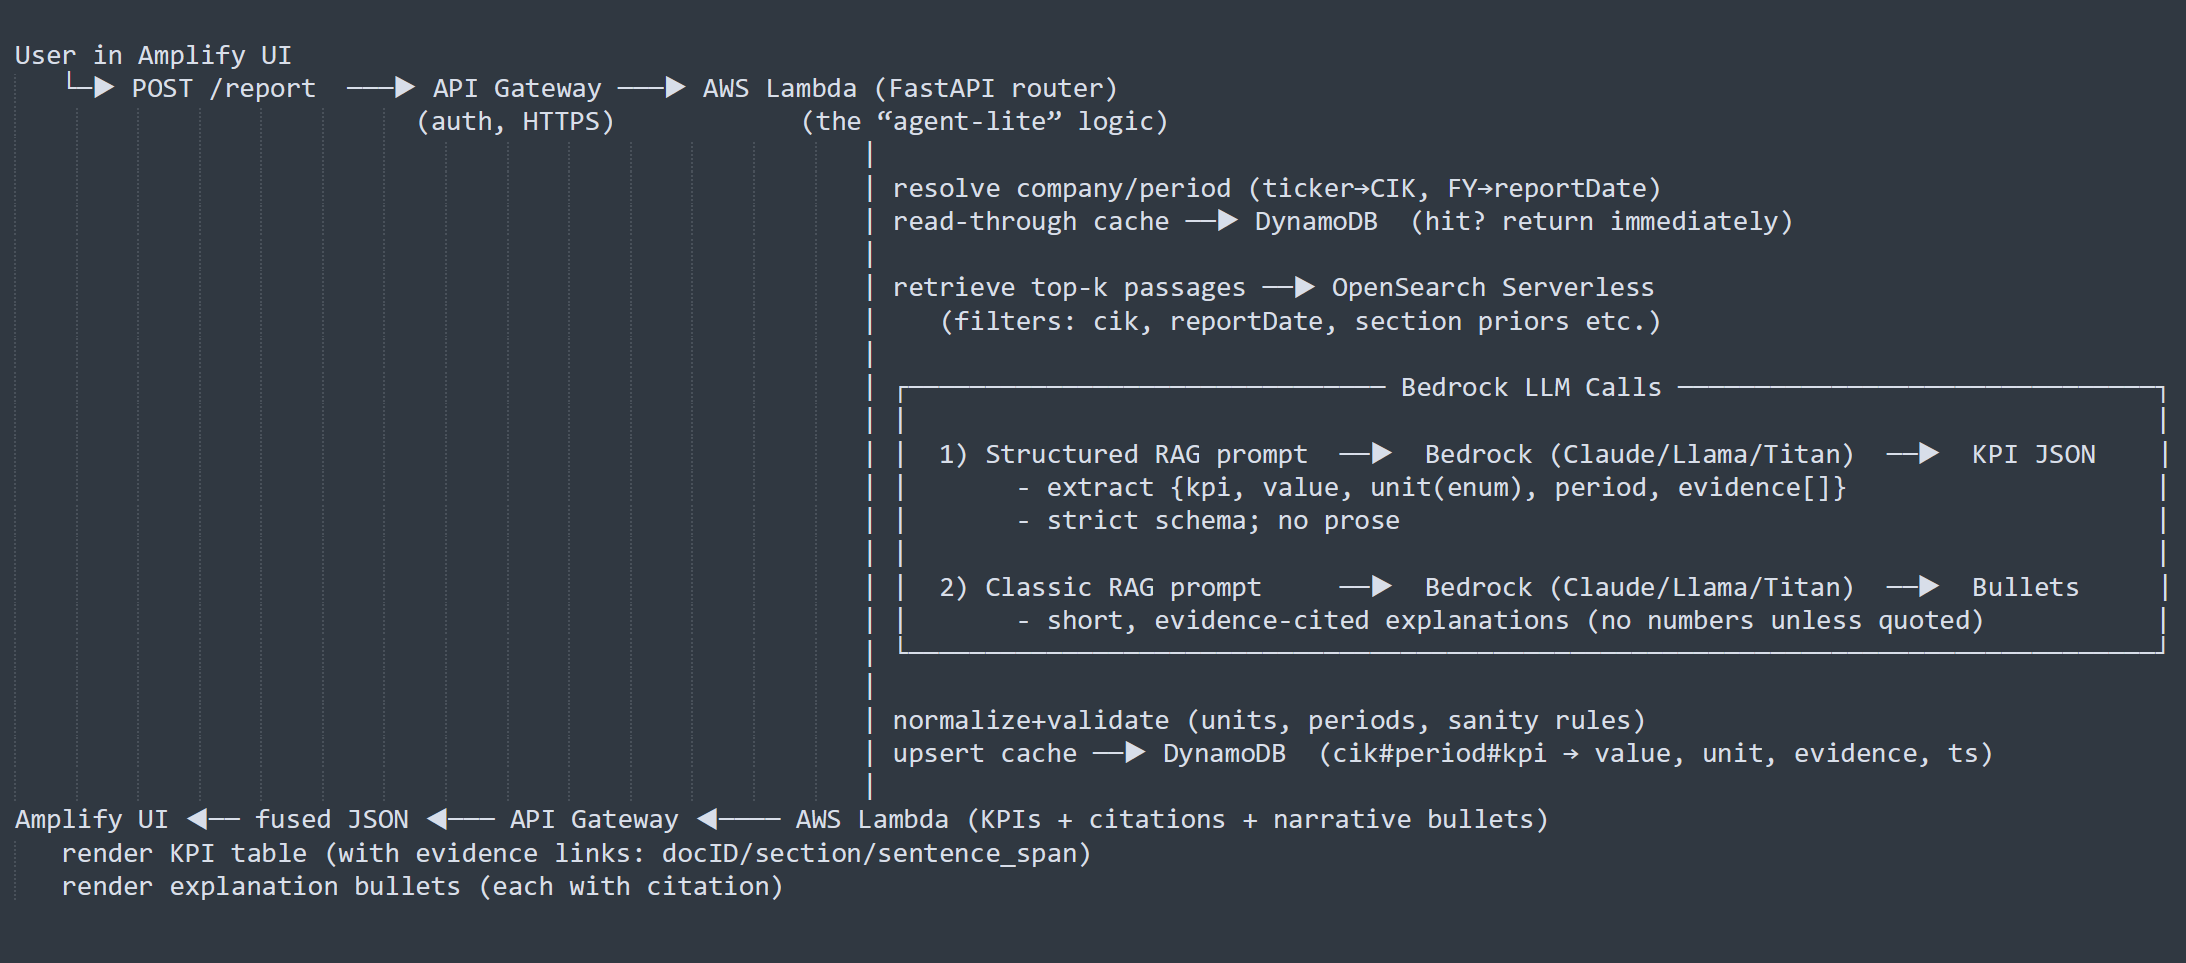 User in Amplify UI
└─▶ POST /report ───▶ API Gateway ───▶ AWS Lambda (FastAPI router)
(auth, HTTPS) (the “agent-lite” logic)
│
│ resolve company/period (ticker→CIK, FY→reportDate)
│ read-through cache ──▶ DynamoDB (hit? return immediately)
│
│ retrieve top-k passages ──▶ OpenSearch Serverless
│ (filters: cik, reportDate, section priors etc.)
│
│ ┌─────────────────────────────── Bedrock LLM Calls ───────────────────────────────┐
│ │ │
│ │ 1) Structured RAG prompt ──▶ Bedrock (Claude/Llama/Titan) ──▶ KPI JSON │
│ │ - extract {kpi, value, unit(enum), period, evidence[]} │
│ │ - strict schema; no prose │
│ │ │
│ │ 2) Classic RAG prompt ──▶ Bedrock (Claude/Llama/Titan) ──▶ Bullets │
│ │ - short, evidence-cited explanations (no numbers unless quoted) │
│ └─────────────────────────────────────────────────────────────────────────────────┘
│
│ normalize+validate (units, periods, sanity rules)
│ upsert cache ──▶ DynamoDB (cik#period#kpi → value, unit, evidence, ts)
│
Amplify UI ◀── fused JSON ◀─── API Gateway ◀──── AWS Lambda (KPIs + citations + narrative bullets)
render KPI table (with evidence links: docID/section/sentence_span)
render explanation bullets (each with citation)